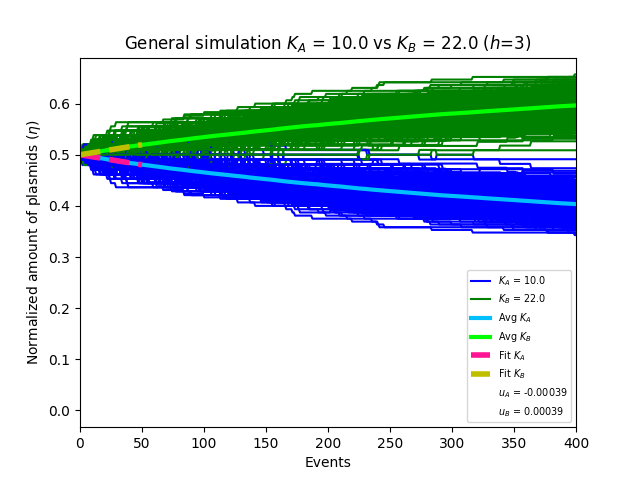 General simulation K_A = 10.0 vs K_B = 22.0 (h=3)
Normalized amount of plasmids (η)
0.6
0.5
0.4
0.3
0.2
0.1
0.0
K_A = 10.0
K_B = 22.0
Avg K_A
Avg K_B
Fit K_A
Fit K_B
u_A = -0.00039
u_B = 0.00039
0 50 100 150 200 250 300 350 400
Events